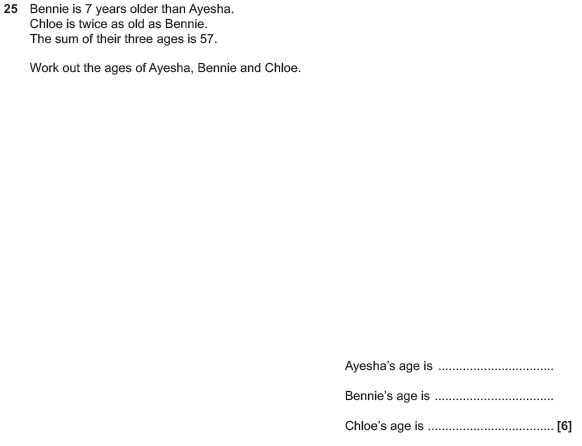 25 Bennie is 7 years older than Ayesha.
Chloe is twice as old as Bennie.
The sum of their three ages is 57.
Work out the ages of Ayesha, Bennie and Chloe.
Ayesha's age is .................................
Bennie's age is ..................................
Chloe's age is .................................... [6]